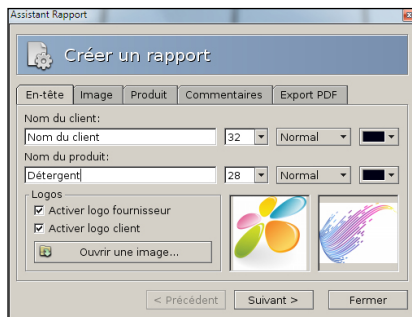 Assistant Rapport
Créer un rapport
En-tête Image Produit Commentaires Export PDF
Nom du client:
Nom du client 32 Normal
Nom du produit:
Détergent 28 Normal
Logos
Activer logo fournisseur
Activer logo client
Ouvrir une image...
< Précédent Suivant > Fermer